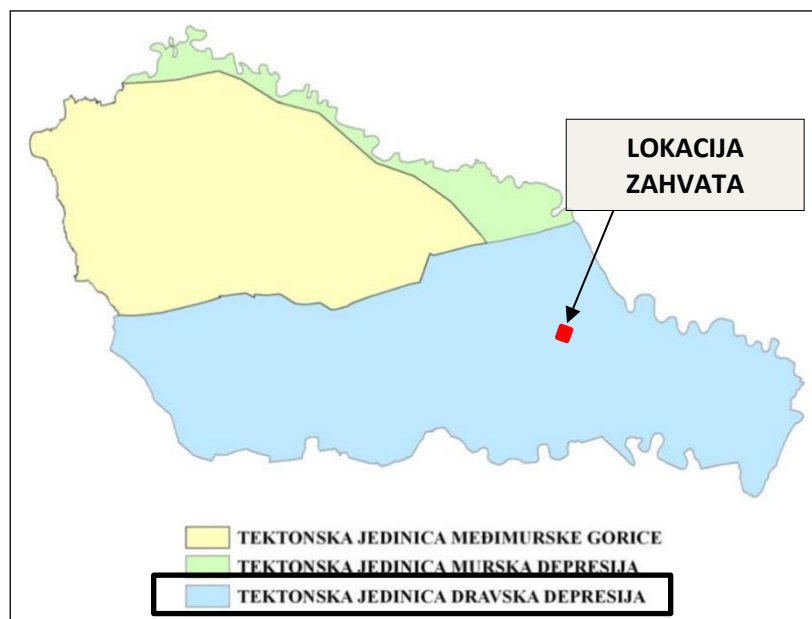 LOKACIJA
ZAHVATA
TEKTONSKA JEDINICA MEĐIMURSKE GORICE
TEKTONSKA JEDINICA MURSKA DEPRESIJA
TEKTONSKA JEDINICA DRAVSKA DEPRESIJA